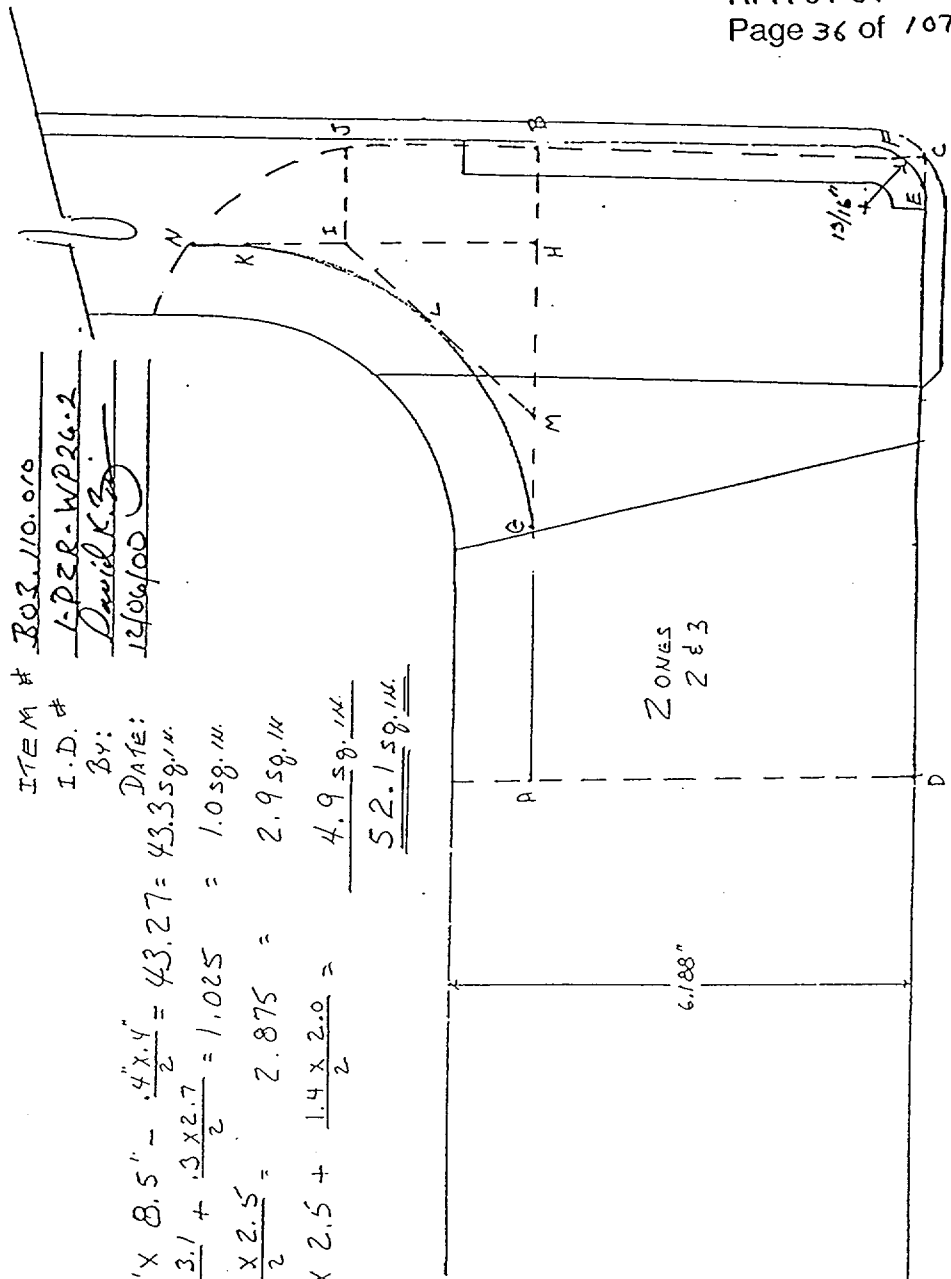 Page 36 of 107
ITEM # B03.110.010
I.D. # 1-PZR-WP26-2
BY: David K.
DATE: 12/06/00
" x 8.5" - .4" x .4" / 2 = 43.27 = 43.3 sq. IN.
3.1 + .3 x 2.7 / 2 = 1.025 = 1.0 sq. IN.
x 2.5 / 2 = 2.875 = 2.9 sq. IN
x 2.5 + 1.4 x 2.0 / 2 = 4.9 sq. IN.
52.1 sq. IN.
N
K
I
J
L
H
B
M
G
A
F
E
C
13/16"
ZONES
2 & 3
D
6.188"